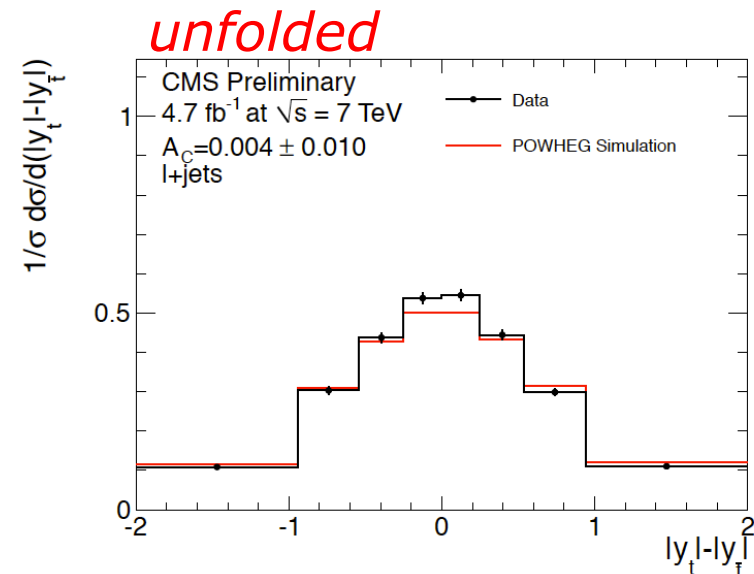 unfolded
CMS Preliminary
4.7 fb⁻¹ at √s = 7 TeV
A_C=0.004 ± 0.010
l+jets
Data
POWHEG Simulation
1/σ dσ/d(|y_t|-|y_t̄|)
1
0.5
0
-2
-1
0
1
2
|y_t|-|y_t̄|